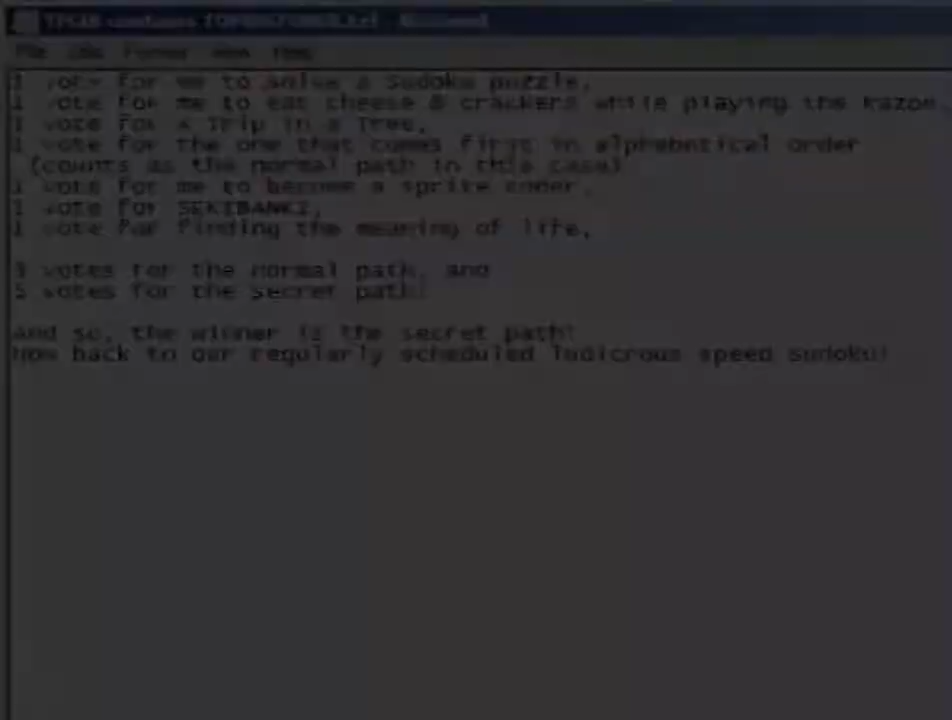 File Edit Format View Help
1 vote for me to solve a Sudoku puzzle,
1 vote for me to eat cheese & crackers while playing the kazoo
1 vote for A Trip in a Tree,
1 vote for the one that comes first in alphabetical order
(counts as the normal path in this case)
1 vote for me to become a sprite coder,
1 vote for SEKIBANKI,
1 vote for finding the meaning of life,
3 votes for the normal path, and
5 votes for the secret path!
And so, the winner is the secret path!
Now back to our regularly scheduled ludicrous speed Sudoku!